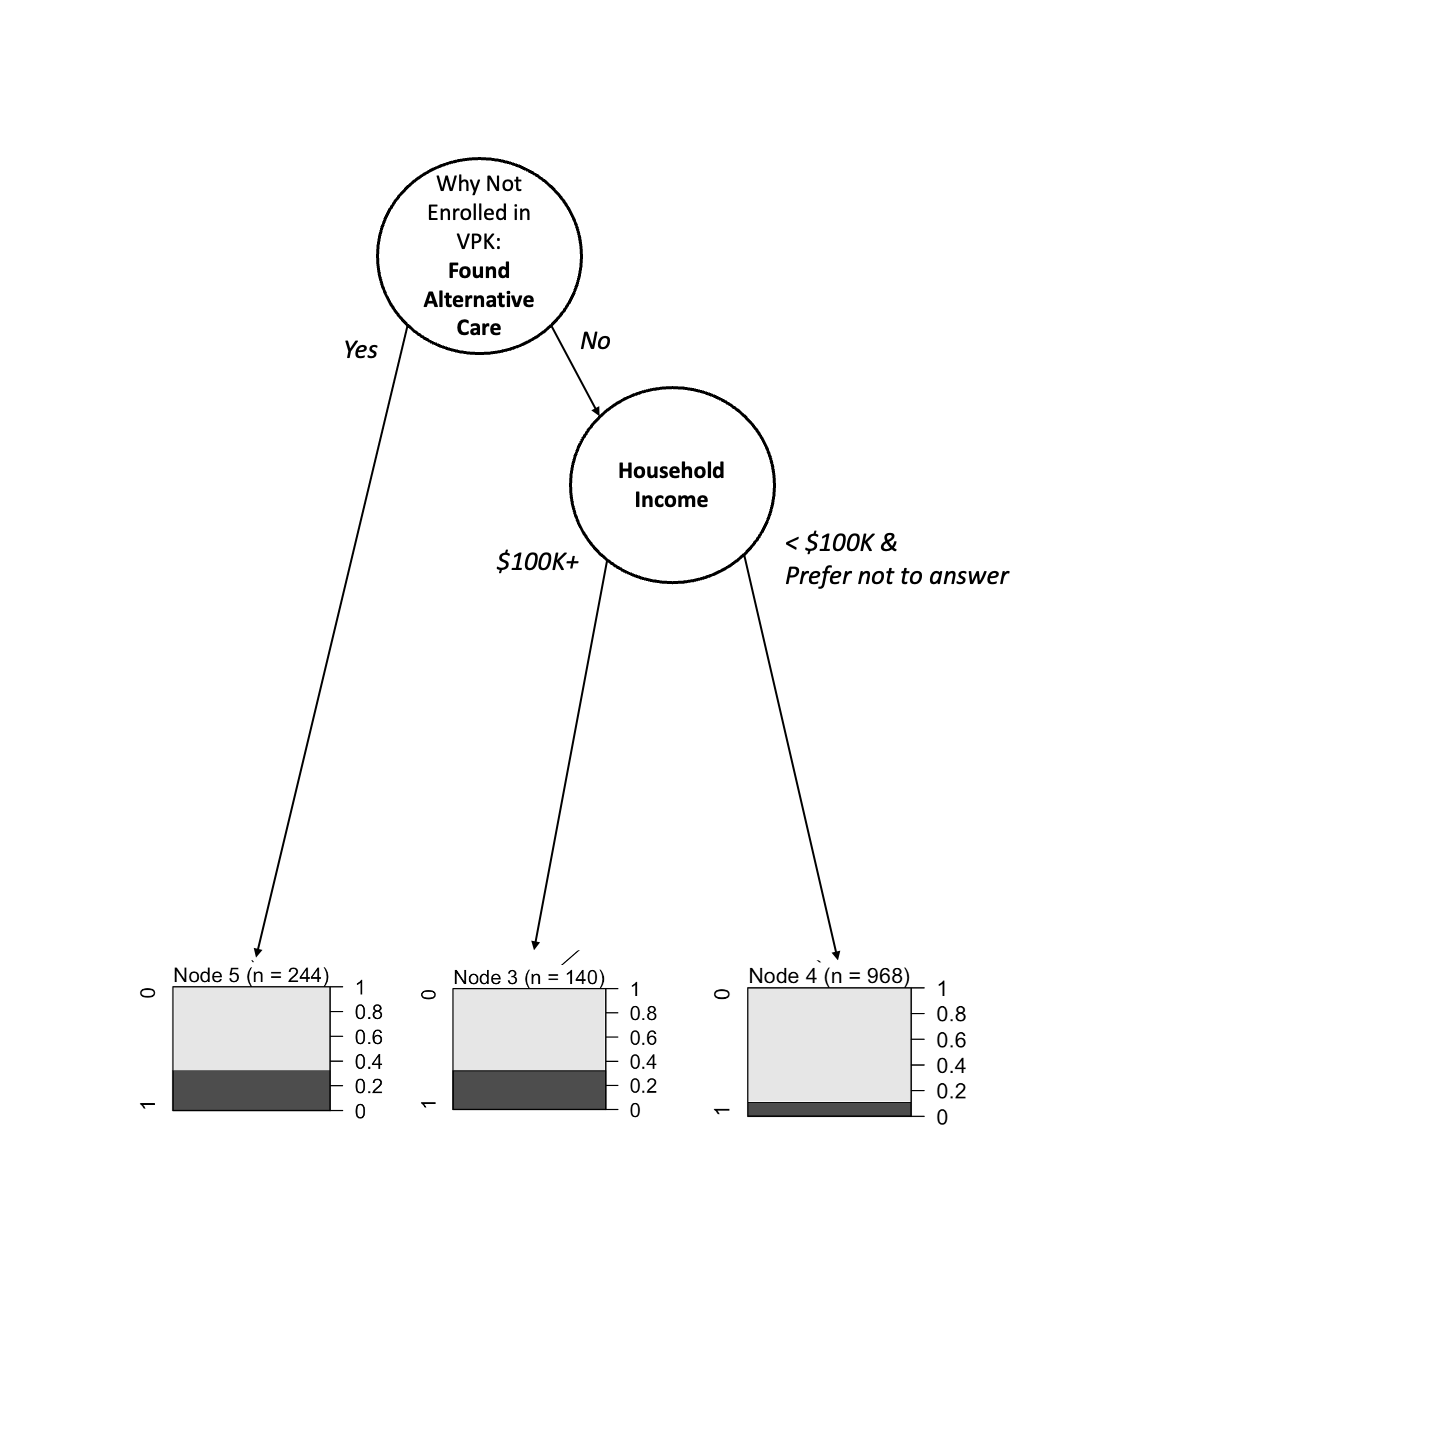 Why Not
Enrolled in
VPK:
Found
Alternative
Care
Yes
No
Household
Income
$100K+
< $100K &
Prefer not to answer
Node 5 (n = 244)
0
1
1
0.8
0.6
0.4
0.2
0
Node 3 (n = 140)
0
1
1
0.8
0.6
0.4
0.2
0
Node 4 (n = 968)
0
1
1
0.8
0.6
0.4
0.2
0